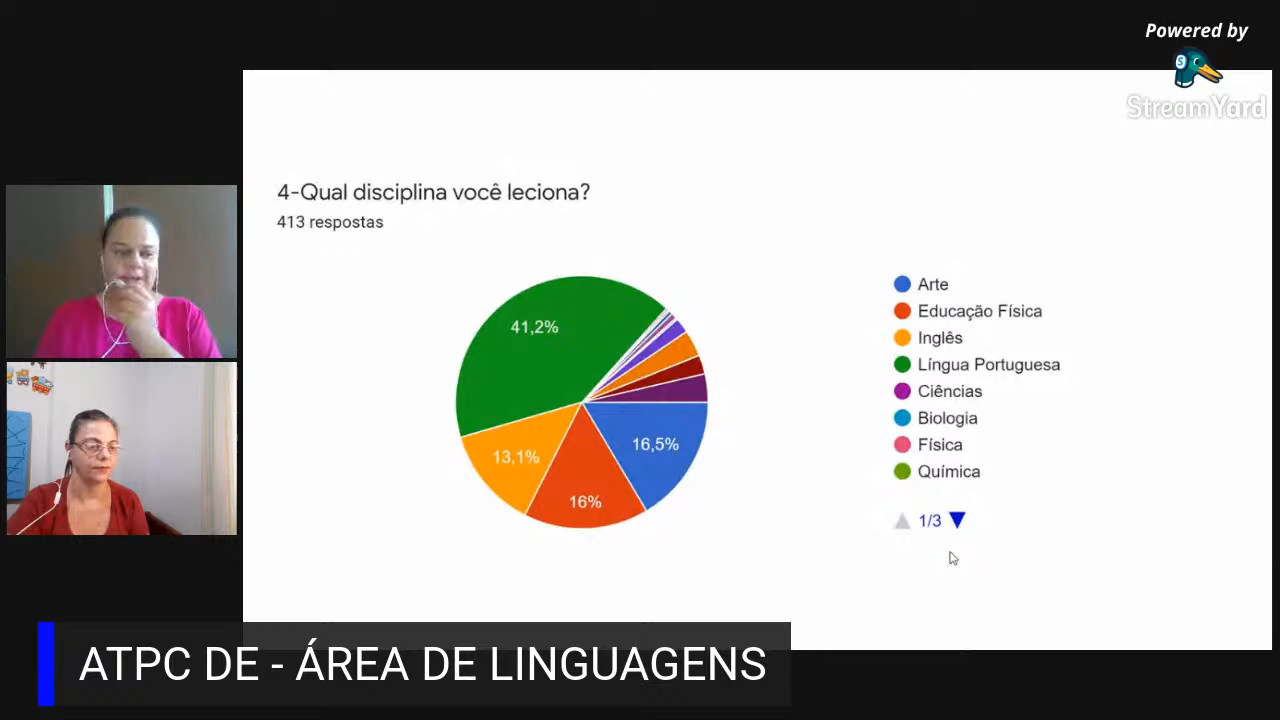 Powered by
StreamYard
4-Qual disciplina você leciona?
413 respostas
Arte
Educação Física
Inglês
Língua Portuguesa
Ciências
Biologia
Física
Química
1/3
41,2%
16,5%
13,1%
16%
ATPC DE - ÁREA DE LINGUAGENS